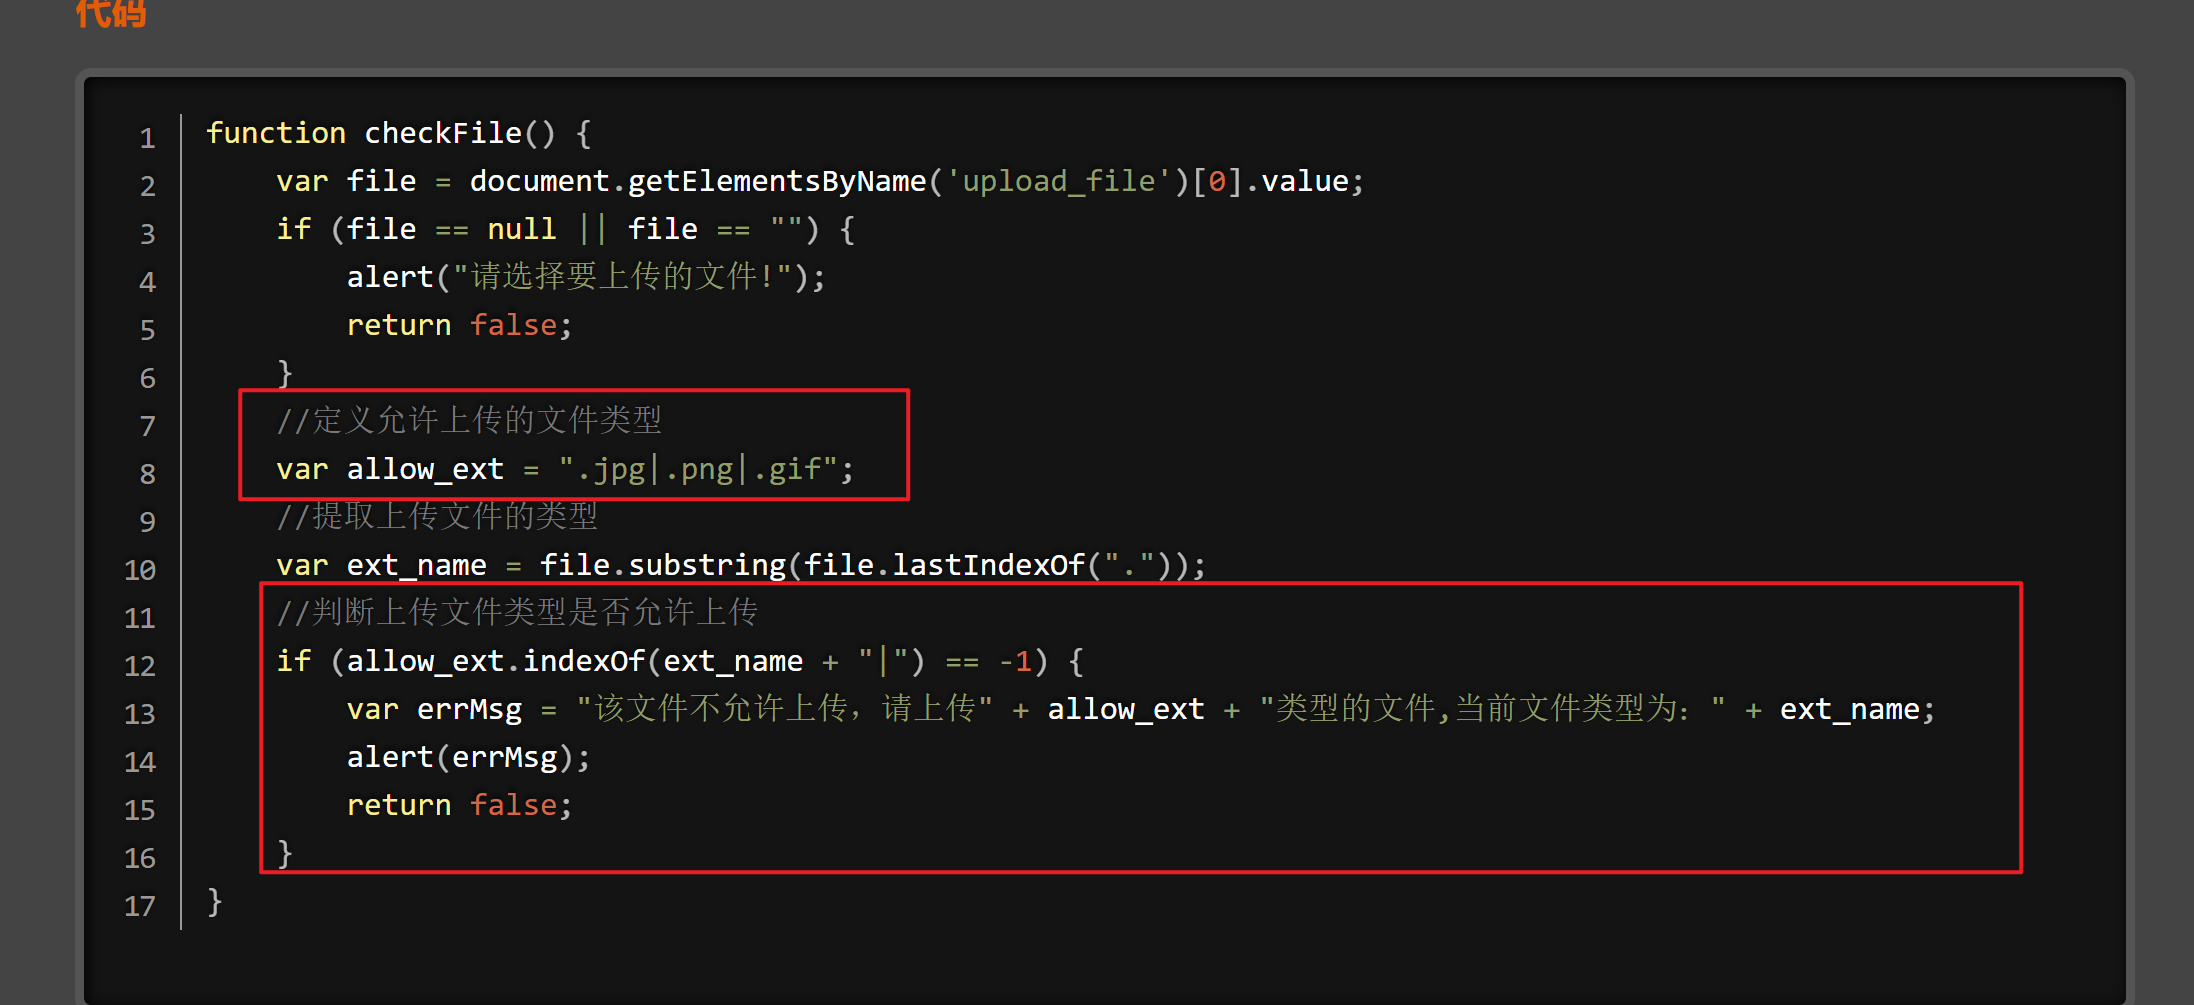 代码
1 function checkFile() {
2     var file = document.getElementsByName('upload_file')[0].value;
3     if (file == null || file == "") {
4         alert("请选择要上传的文件!");
5         return false;
6     }
7     //定义允许上传的文件类型
8     var allow_ext = ".jpg|.png|.gif";
9     //提取上传文件的类型
10     var ext_name = file.substring(file.lastIndexOf("."));
11     //判断上传文件类型是否允许上传
12     if (allow_ext.indexOf(ext_name + "|") == -1) {
13         var errMsg = "该文件不允许上传，请上传" + allow_ext + "类型的文件,当前文件类型为：" + ext_name;
14         alert(errMsg);
15         return false;
16     }
17 }